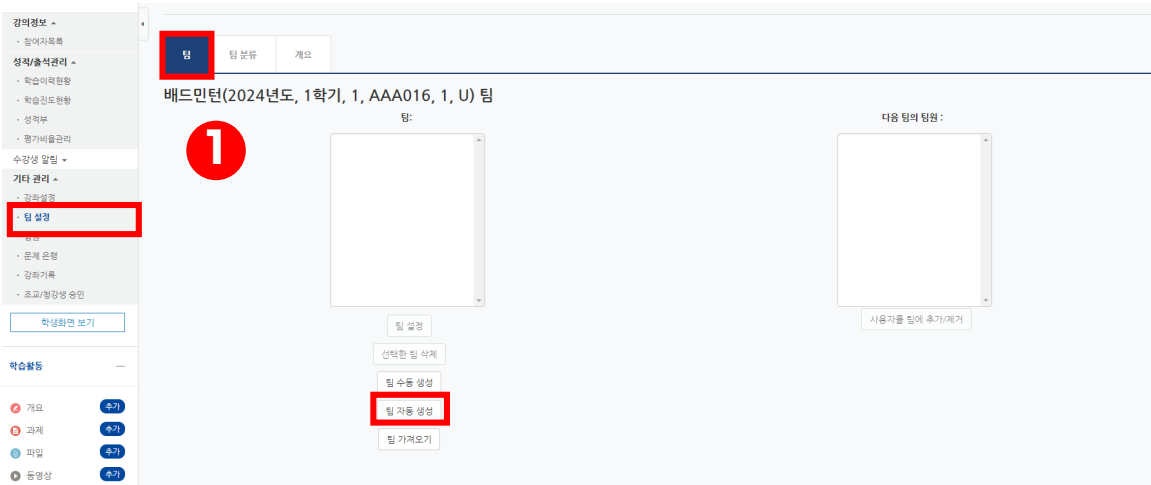 강의정보
참여자목록
성적/출석관리
학습이력현황
학습진도현황
성적부
평가비율관리
수강생 알림
기타 관리
강좌설정
팀 설정
문제 은행
강좌기록
조교/청강생 승인
학생화면 보기
학습활동
개요 추가
과제 추가
파일 추가
동영상 추가
팀 팀 분류 개요
배드민턴(2024년도, 1학기, 1, AAA016, 1, U) 팀
1
팀:
팀 설정
선택한 팀 삭제
팀 수동 생성
팀 자동 생성
팀 가져오기
다음 팀의 팀원 :
사용자를 팀에 추가/제거